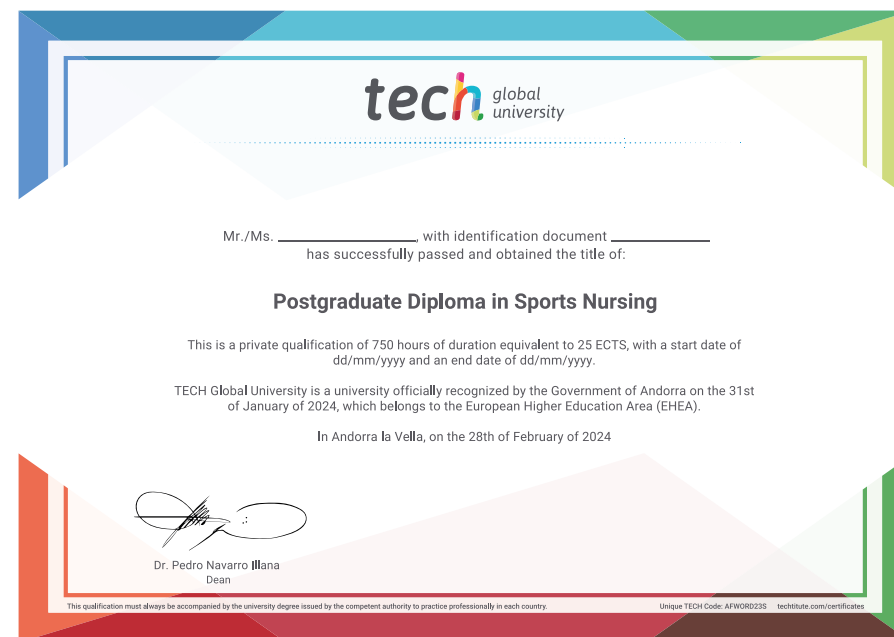 tech global
university
Mr./Ms. ____________________, with identification document ______________
has successfully passed and obtained the title of:
Postgraduate Diploma in Sports Nursing
This is a private qualification of 750 hours of duration equivalent to 25 ECTS, with a start date of
dd/mm/yyyy and an end date of dd/mm/yyyy.
TECH Global University is a university officially recognized by the Government of Andorra on the 31st
of January of 2024, which belongs to the European Higher Education Area (EHEA).
In Andorra la Vella, on the 28th of February of 2024
Dr. Pedro Navarro Illana
Dean
This qualification must always be accompanied by the university degree issued by the competent authority to practice professionally in each country. Unique TECH Code: AFWORD23S techtitute.com/certificates